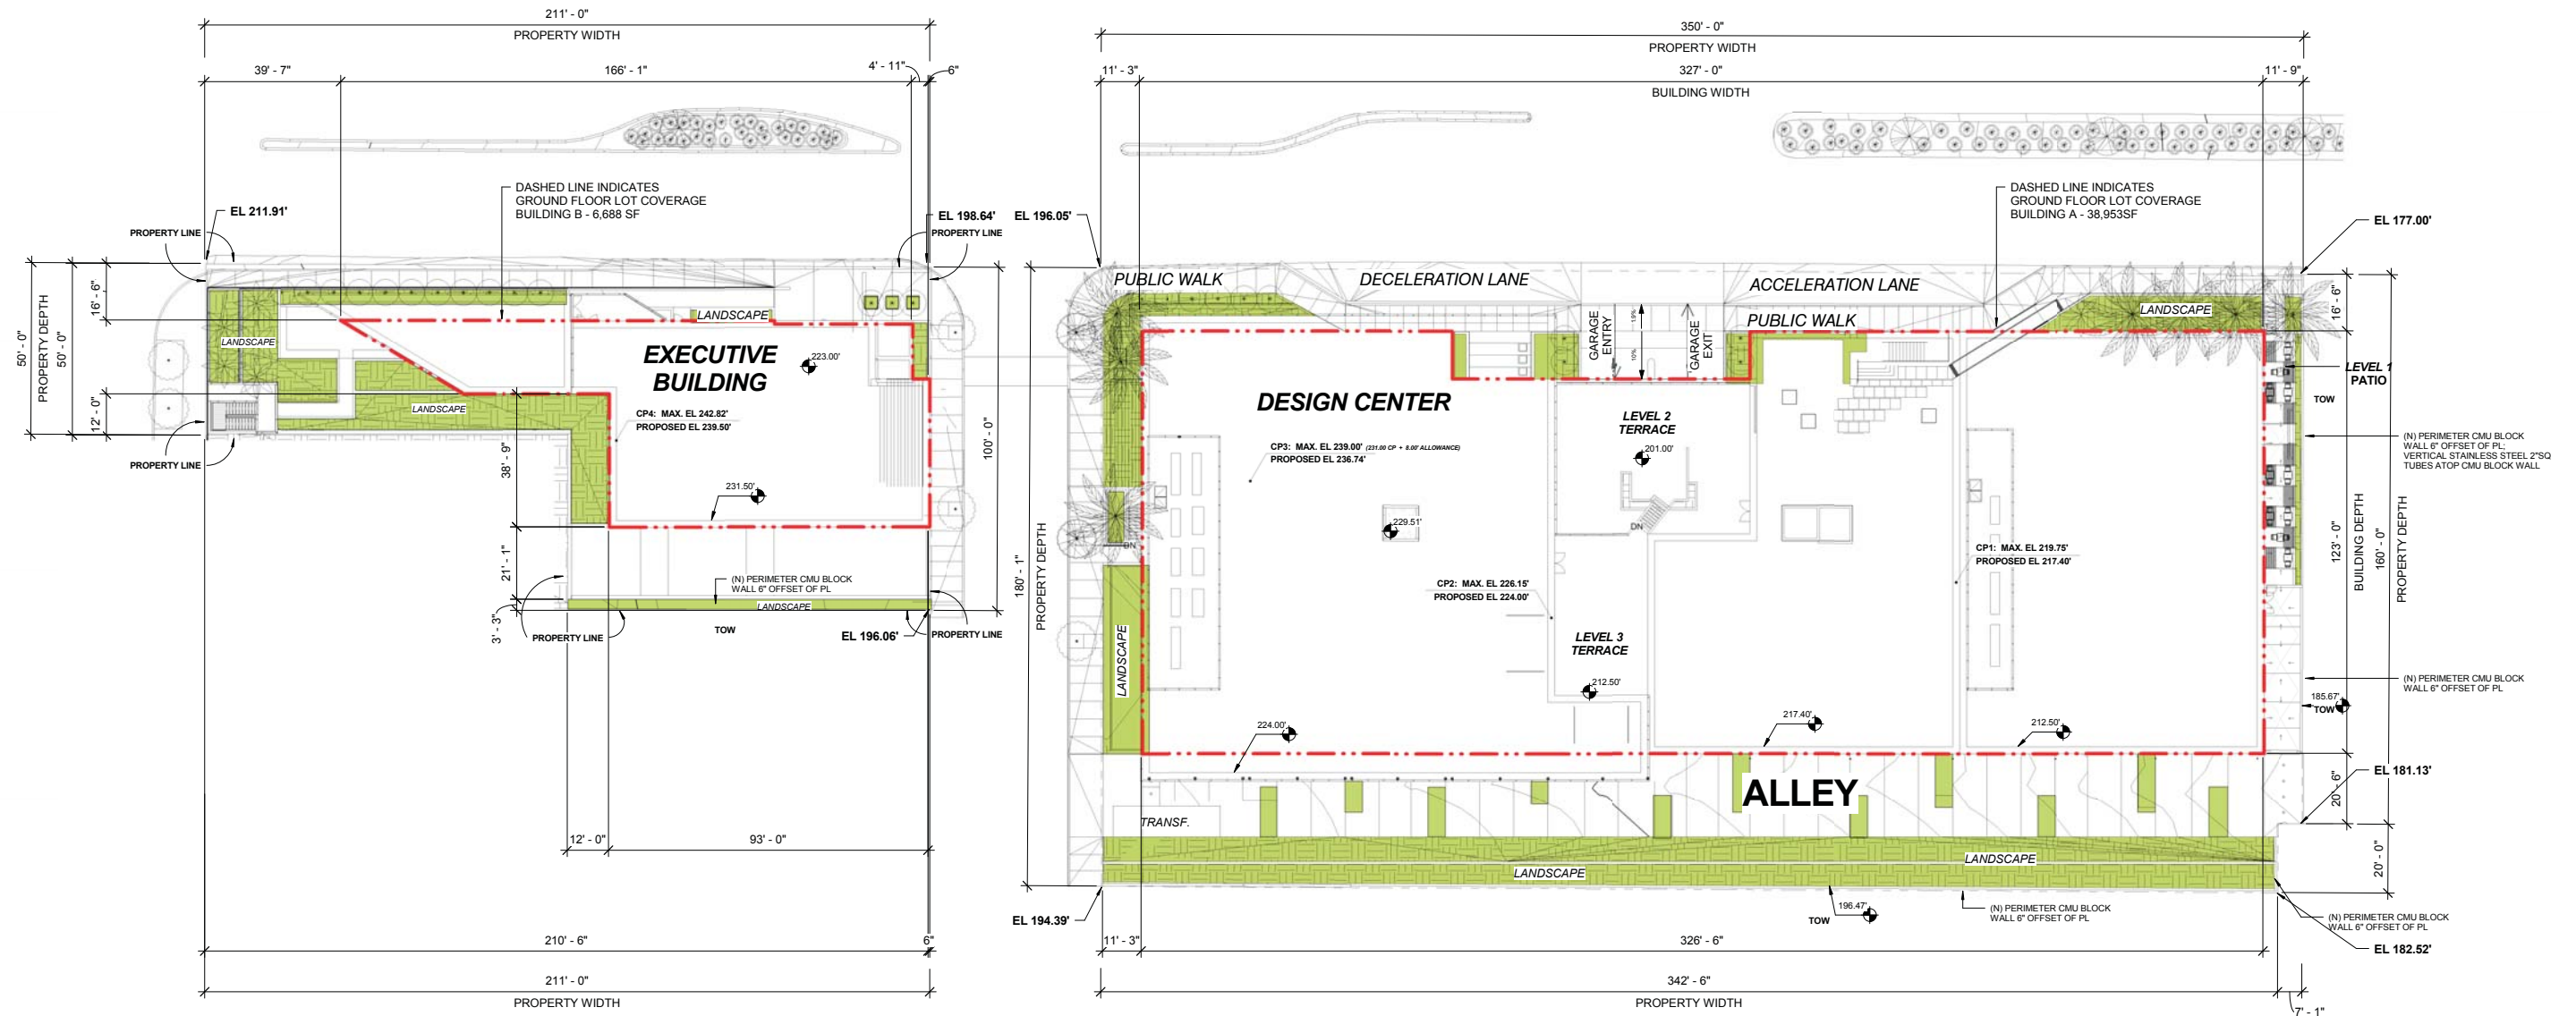 211' - 0"
PROPERTY WIDTH
39' - 7"
166' - 1"
4' - 11"
6"
350' - 0"
PROPERTY WIDTH
11' - 3"
327' - 0"
11' - 9"
BUILDING WIDTH
DASHED LINE INDICATES
GROUND FLOOR LOT COVERAGE
BUILDING B - 6,688 SF
EL 211.91'
PROPERTY LINE
EL 198.64'
PROPERTY LINE
50' - 0"
PROPERTY DEPTH
50' - 0"
16' - 6"
12' - 0"
LANDSCAPE
LANDSCAPE
LANDSCAPE
EXECUTIVE
BUILDING
223.00'
CP4: MAX. EL 242.82'
PROPOSED EL 239.50'
PROPERTY LINE
38' - 9"
231.50'
100' - 0"
21' - 1"
3' - 3"
(N) PERIMETER CMU BLOCK
WALL 6" OFFSET OF PL
LANDSCAPE
PROPERTY LINE
TOW
EL 196.06'
PROPERTY LINE
12' - 0"
93' - 0"
210' - 6"
6"
211' - 0"
PROPERTY WIDTH
EL 196.05'
DASHED LINE INDICATES
GROUND FLOOR LOT COVERAGE
BUILDING A - 38,953SF
EL 177.00'
PUBLIC WALK
DECELERATION LANE
ACCELERATION LANE
LANDSCAPE
PUBLIC WALK
GARAGE
ENTRY
1.9%
10%
GARAGE
EXIT
16' - 6"
LEVEL 1
PATIO
TOW
DESIGN CENTER
LEVEL 2
TERRACE
201.00'
CP3: MAX. EL 239.00' (231.00 CP + 8.00' ALLOWANCE)
PROPOSED EL 236.74'
(N) PERIMETER CMU BLOCK
WALL 6" OFFSET OF PL;
VERTICAL STAINLESS STEEL 2"SQ
TUBES ATOP CMU BLOCK WALL
229.51'
DN
DN
180' - 1"
PROPERTY DEPTH
CP1: MAX. EL 219.75'
PROPOSED EL 217.40'
CP2: MAX. EL 226.15'
PROPOSED EL 224.00'
123' - 0"
BUILDING DEPTH
160' - 0"
PROPERTY DEPTH
LANDSCAPE
LEVEL 3
TERRACE
212.50'
(N) PERIMETER CMU BLOCK
WALL 6" OFFSET OF PL
185.67'
TOW
224.00'
217.40'
212.50'
EL 181.13'
ALLEY
20' - 6"
TRANSF.
LANDSCAPE
LANDSCAPE
20' - 0"
EL 194.39'
196.47'
TOW
(N) PERIMETER CMU BLOCK
WALL 6" OFFSET OF PL
(N) PERIMETER CMU BLOCK
WALL 6" OFFSET OF PL
EL 182.52'
11' - 3"
326' - 6"
342' - 6"
PROPERTY WIDTH
7' - 1"